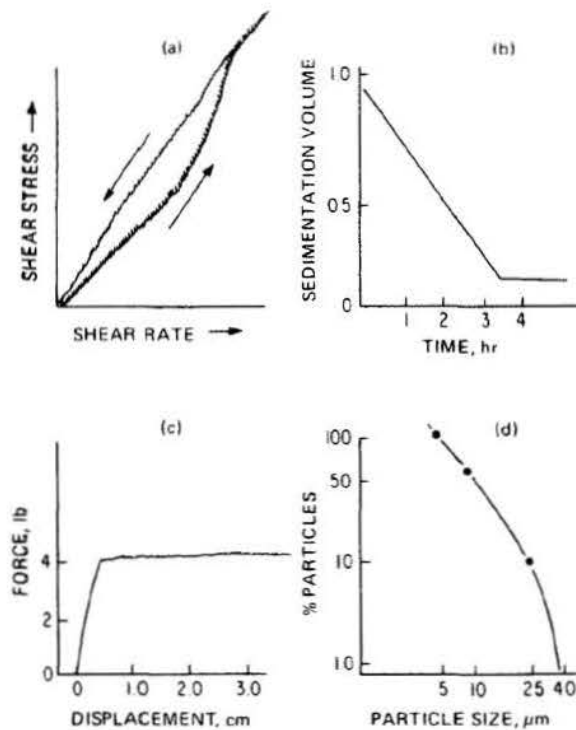 (a)
SHEAR STRESS
SHEAR RATE
(b)
SEDIMENTATION VOLUME
1.0
05
0
1 2 3 4
TIME, hr
(c)
FORCE, lb
4
2
0
0 1.0 2.0 3.0
DISPLACEMENT, cm
(d)
% PARTICLES
100
50
10
1.0
5 10 25 40
PARTICLE SIZE, μm